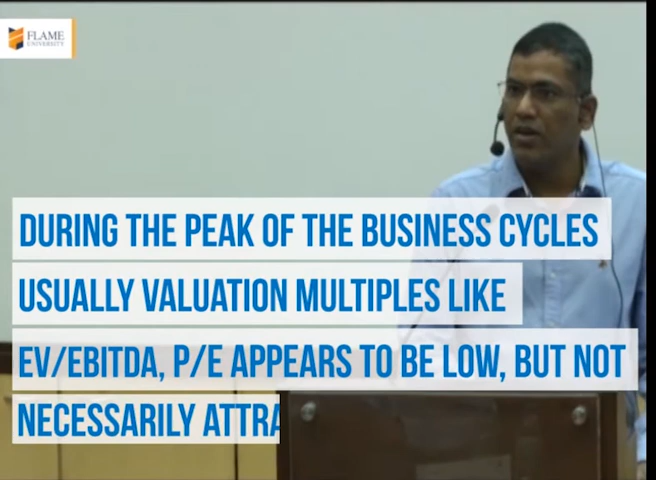 FLAME
UNIVERSITY
DURING THE PEAK OF THE BUSINESS CYCLES
USUALLY VALUATION MULTIPLES LIKE
EV/EBITDA, P/E APPEARS TO BE LOW, BUT NOT
NECESSARILY